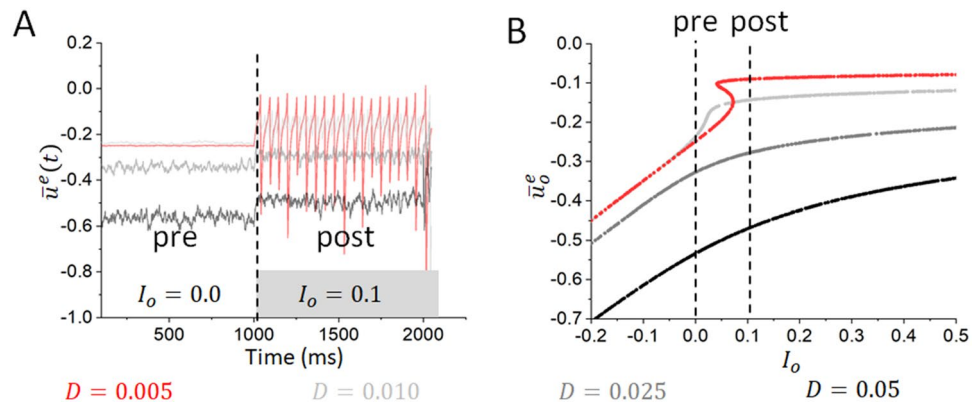 A
0.2
0.0
-0.2
-0.4
-0.6
-0.8
-1.0
ū^e(t)
pre
post
I_o = 0.0
I_o = 0.1
500
1000
1500
2000
Time (ms)
B
pre
post
0.0
-0.1
-0.2
-0.3
-0.4
-0.5
-0.6
-0.7
ū_o^e
-0.2
-0.1
0.0
0.1
0.2
0.3
0.4
0.5
I_o
D = 0.005
D = 0.010
D = 0.025
D = 0.05